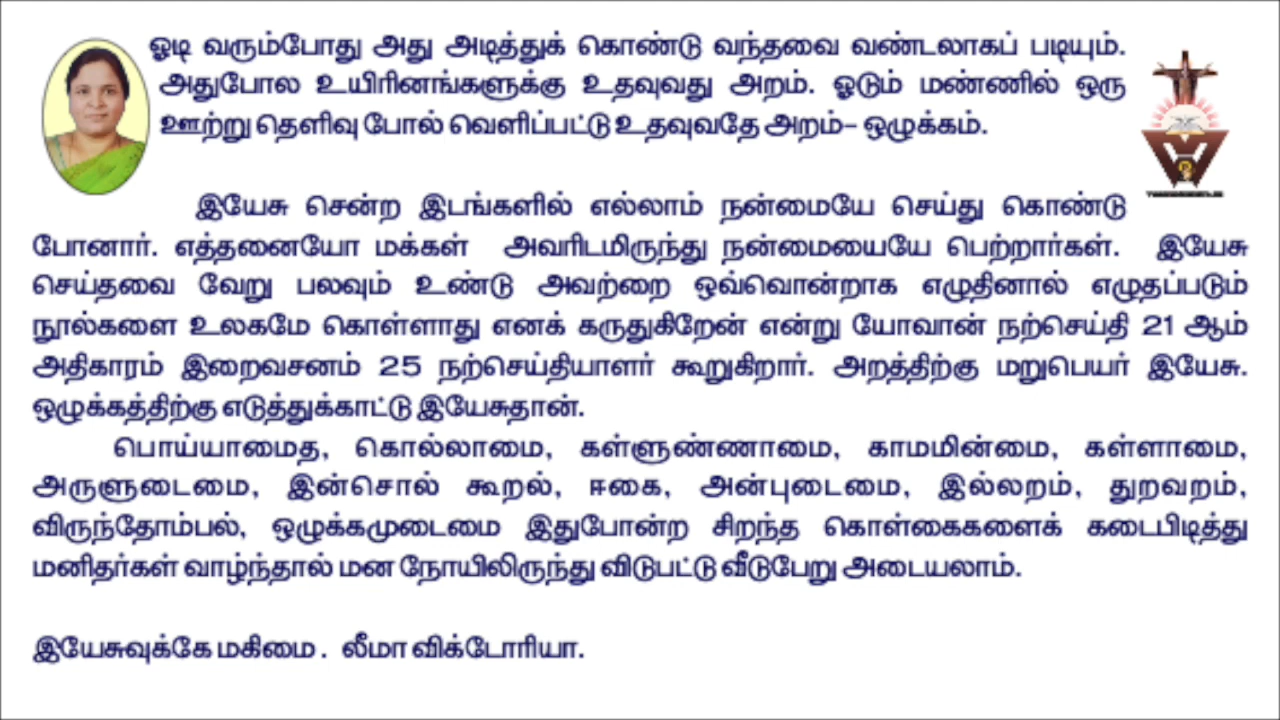 ஓடி வரும்போது அது அடித்துக் கொண்டு வந்தவை வண்டலாகப் படியும்.
அதுபோல உயிரினங்களுக்கு உதவுவது அறம். ஓடும் மண்ணில் ஒரு
ஊற்று தெளிவு போல் வெளிப்பட்டு உதவுவதே அறம்- ஒழுக்கம்.
இயேசு சென்ற இடங்களில் எல்லாம் நன்மையே செய்து கொண்டு
போனார். எத்தனையோ மக்கள் அவரிடமிருந்து நன்மையையே பெற்றார்கள். இயேசு
செய்தவை வேறு பலவும் உண்டு அவற்றை ஒவ்வொன்றாக எழுதினால் எழுதப்படும்
நூல்களை உலகமே கொள்ளாது எனக் கருதுகிறேன் என்று யோவான் நற்செய்தி 21 ஆம்
அதிகாரம் இறைவசனம் 25 நற்செய்தியாளர் கூறுகிறார். அறத்திற்கு மறுபெயர் இயேசு.
ஒழுக்கத்திற்கு எடுத்துக்காட்டு இயேசுதான்.
பொய்யாமைத, கொல்லாமை, கள்ளுண்ணாமை, காமமின்மை, கள்ளாமை,
அருளுடைமை, இன்சொல் கூறல், ஈகை, அன்புடைமை, இல்லறம், துறவறம்,
விருந்தோம்பல், ஒழுக்கமுடைமை இதுபோன்ற சிறந்த கொள்கைகளைக் கடைபிடித்து
மனிதர்கள் வாழ்ந்தால் மன நோயிலிருந்து விடுபட்டு வீடுபேறு அடையலாம்.
இயேசுவுக்கே மகிமை . லீமா விக்டோரியா.